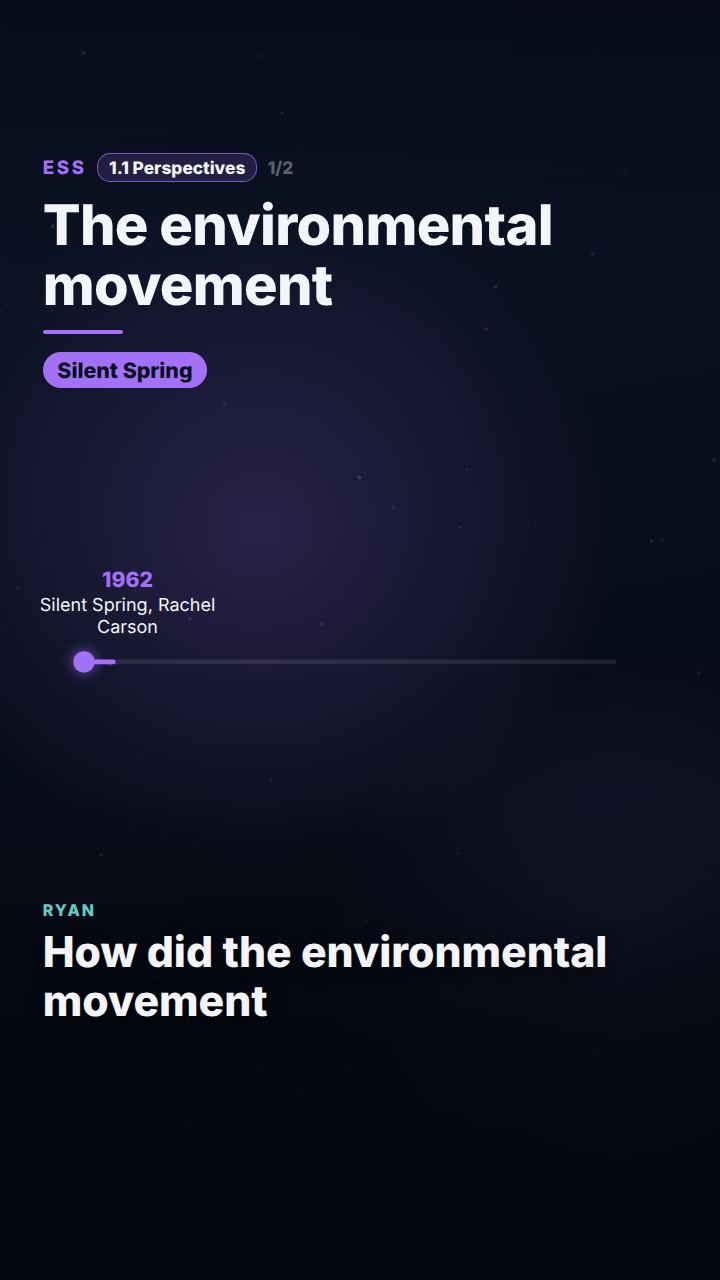 ESS 1.1 Perspectives 1/2
The environmental
movement
Silent Spring
1962
Silent Spring, Rachel
Carson
RYAN
How did the environmental
movement